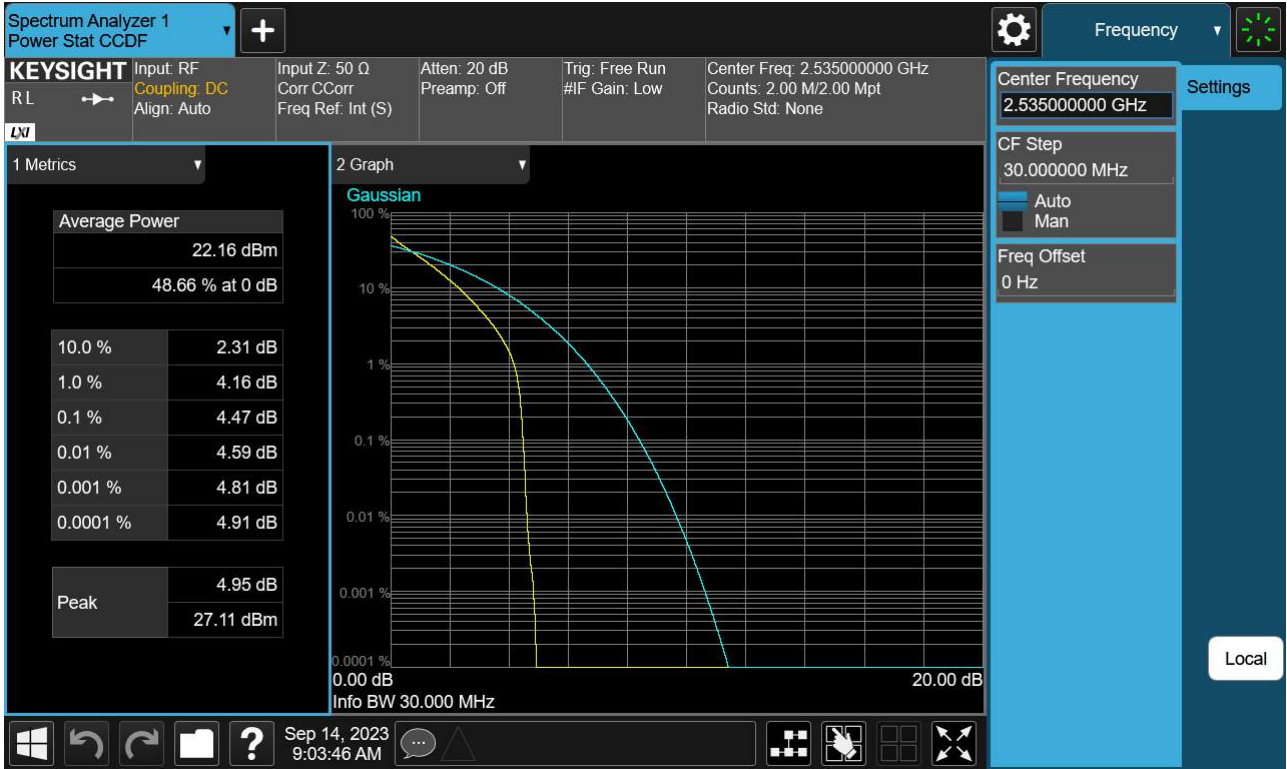 Spectrum Analyzer 1
Power Stat CCDF
+
Frequency
KEYSIGHT
RL
LXI
Input: RF
Coupling: DC
Align: Auto
Input Z: 50 Ω
Corr CCorr
Freq Ref: Int (S)
Atten: 20 dB
Preamp: Off
Trig: Free Run
#IF Gain: Low
Center Freq: 2.535000000 GHz
Counts: 2.00 M/2.00 Mpt
Radio Std: None
Center Frequency
2.535000000 GHz
Settings
CF Step
30.000000 MHz
Auto
Man
Freq Offset
0 Hz
Local
1 Metrics
Average Power
22.16 dBm
48.66 % at 0 dB
10.0 % 2.31 dB
1.0 % 4.16 dB
0.1 % 4.47 dB
0.01 % 4.59 dB
0.001 % 4.81 dB
0.0001 % 4.91 dB
Peak
4.95 dB
27.11 dBm
2 Graph
Gaussian
100 %
10 %
1 %
0.1 %
0.01 %
0.001 %
0.0001 %
0.00 dB 20.00 dB
Info BW 30.000 MHz
?
Sep 14, 2023
9:03:46 AM